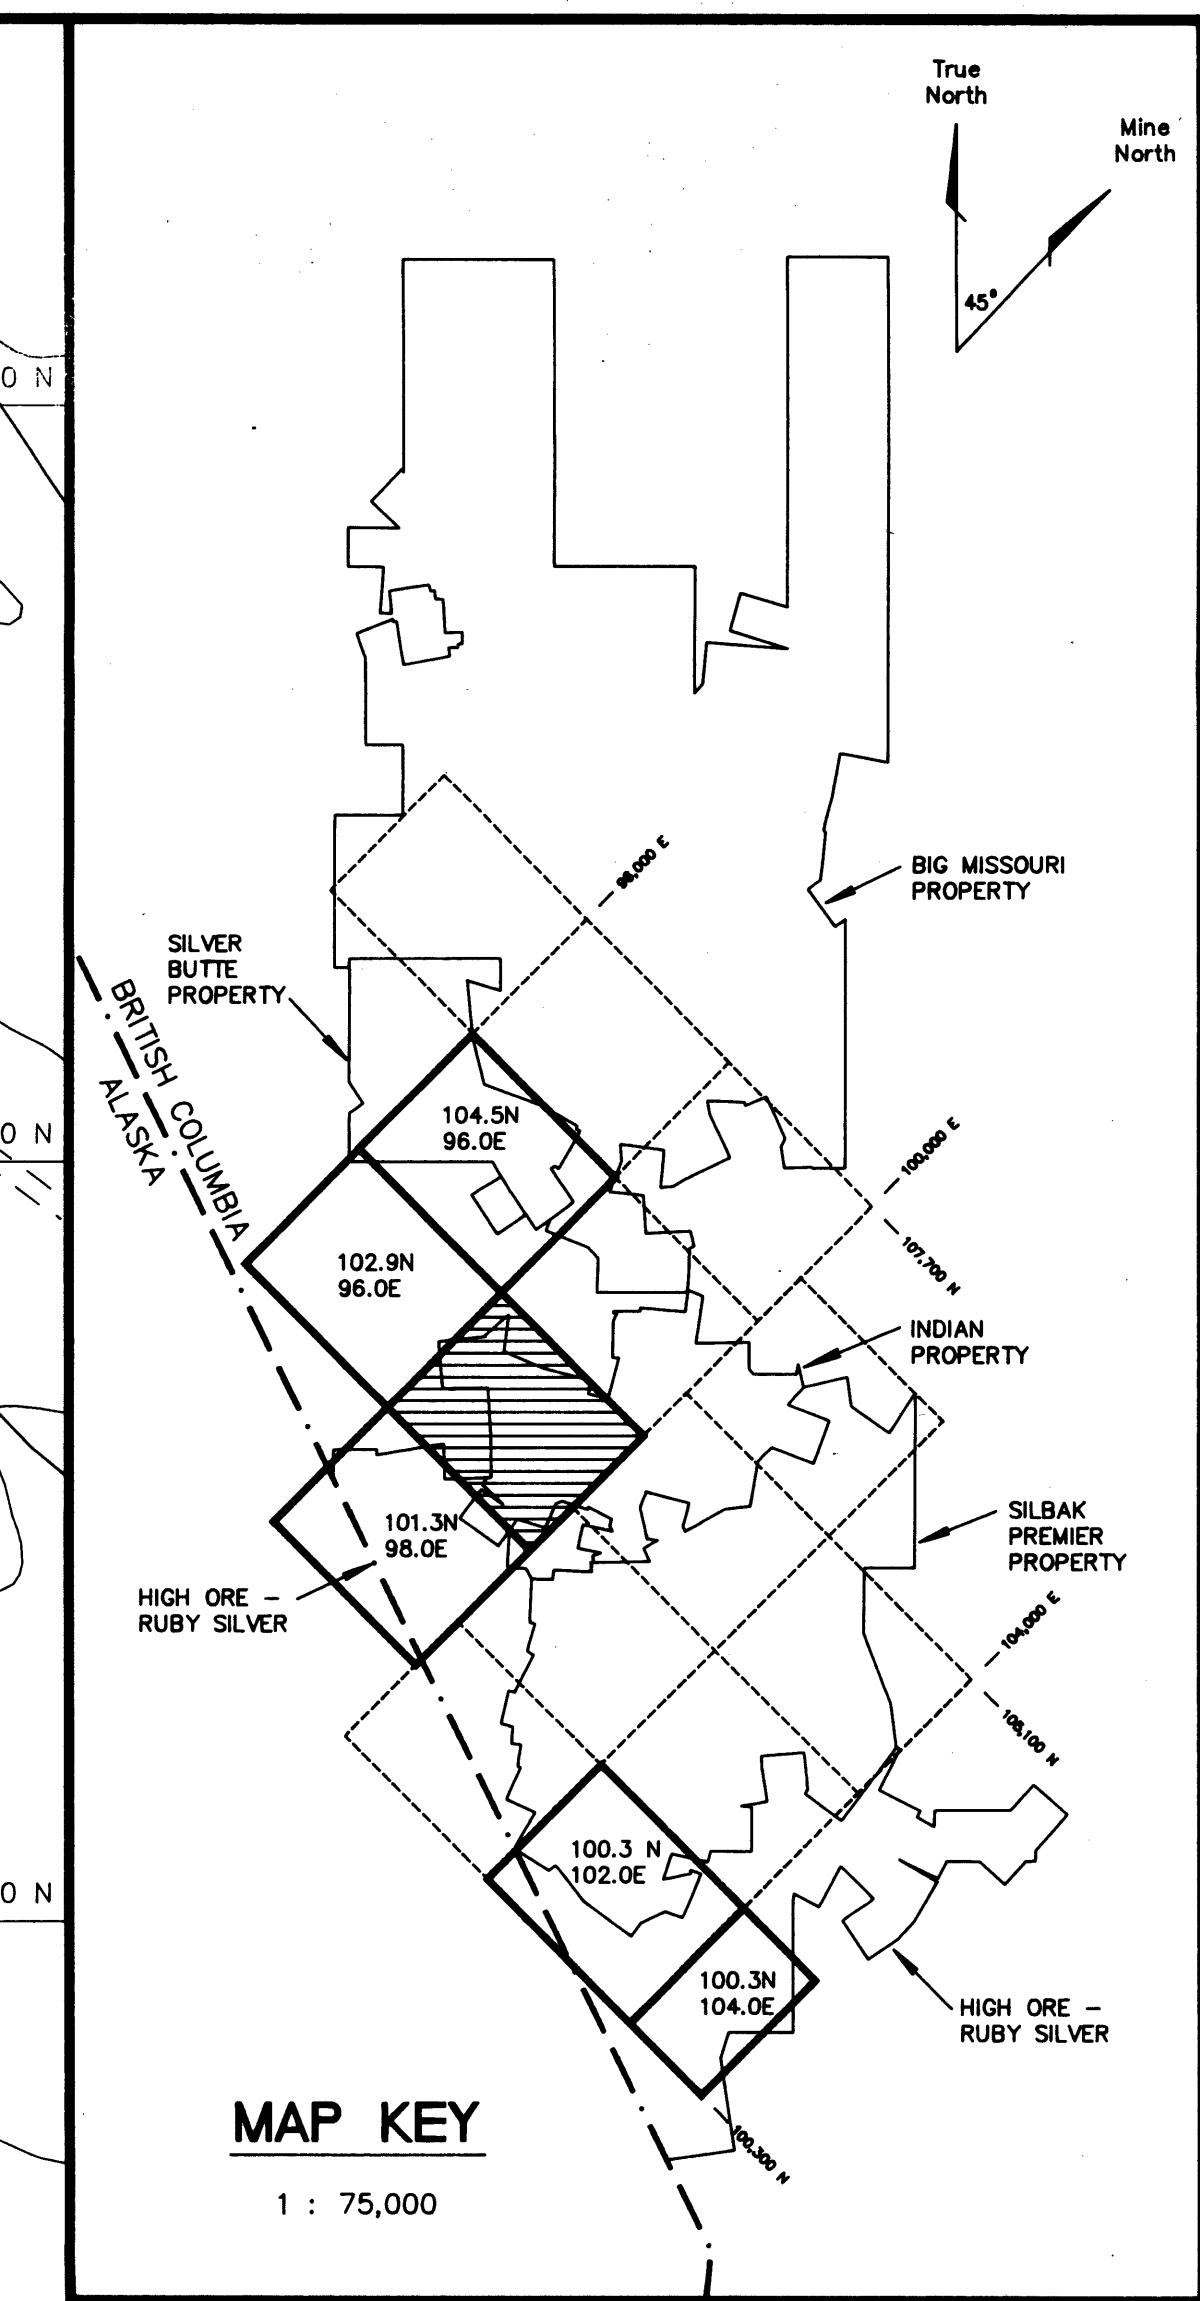 True
North
Mine
North
45°
0 N
98,000 E
BIG MISSOURI
PROPERTY
SILVER
BUTTE
PROPERTY
BRITISH COLUMBIA
ALASKA
104.5N
96.0E
0 N
100,000 E
107,700 N
102.9N
96.0E
INDIAN
PROPERTY
101.3N
98.0E
SILBAK
PREMIER
PROPERTY
HIGH ORE -
RUBY SILVER
104,000 E
108,100 N
100.3 N
102.0E
0 N
100.3N
104.0E
HIGH ORE -
RUBY SILVER
100,300 N
MAP KEY
1 : 75,000